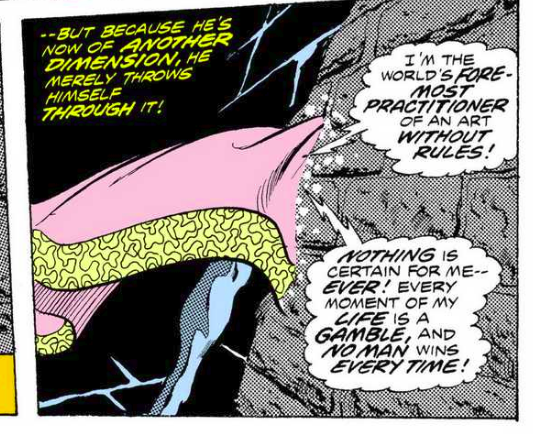 --BUT BECAUSE HE'S
NOW OF ANOTHER
DIMENSION, HE
MERELY THROWS
HIMSELF
THROUGH IT!
I'M THE
WORLD'S FORE-
MOST
PRACTITIONER
OF AN ART
WITHOUT
RULES!
NOTHING IS
CERTAIN FOR ME--
EVER! EVERY
MOMENT OF MY
LIFE IS A
GAMBLE, AND
NO MAN WINS
EVERY TIME!